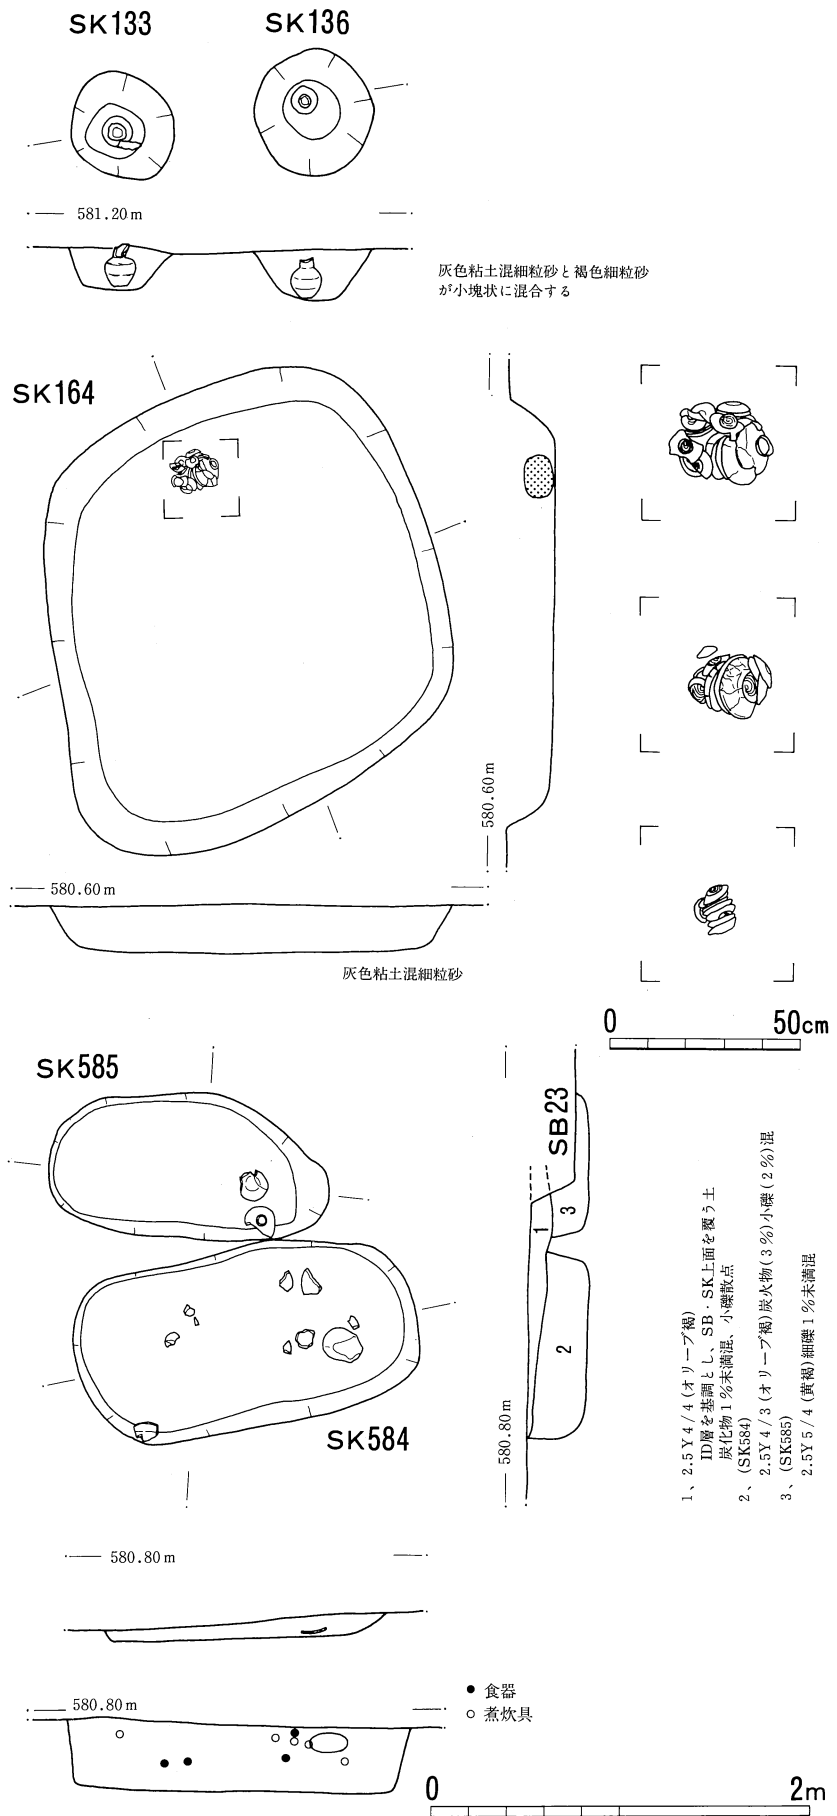 SK133
SK136
581.20m
灰色粘土混細粒砂と褐色細粒砂
が小塊状に混合する
SK164
580.60m
580.60m
灰色粘土混細粒砂
0 50cm
SK585
SB23
1
3
2
SK584
580.80m
1、2.5Y4/4(オリーブ褐)
ID層を基調とし、SB・SK上面を覆う土
炭化物1%未満混、小礫散点
2、(SK584)
2.5Y4/3(オリーブ褐)炭火物(3%)小礫(2%)混
3、(SK585)
2.5Y5/4(黄褐)細礫1%未満混
580.80m
580.80m
● 食器
○ 煮炊具
0 2m